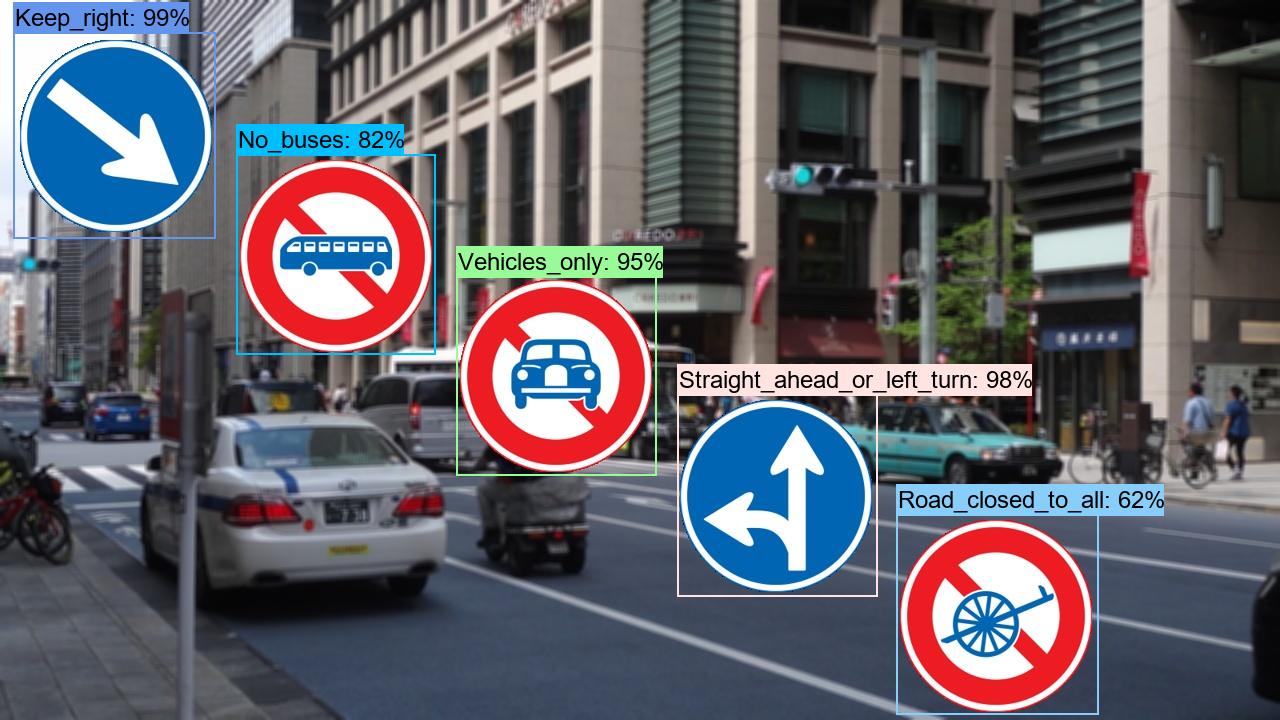 Keep_right: 99%
No_buses: 82%
Vehicles_only: 95%
Straight_ahead_or_left_turn: 98%
Road_closed_to_all: 62%